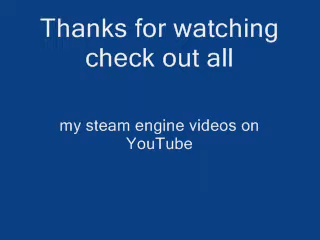 Thanks for watching
check out all
my steam engine videos on
YouTube